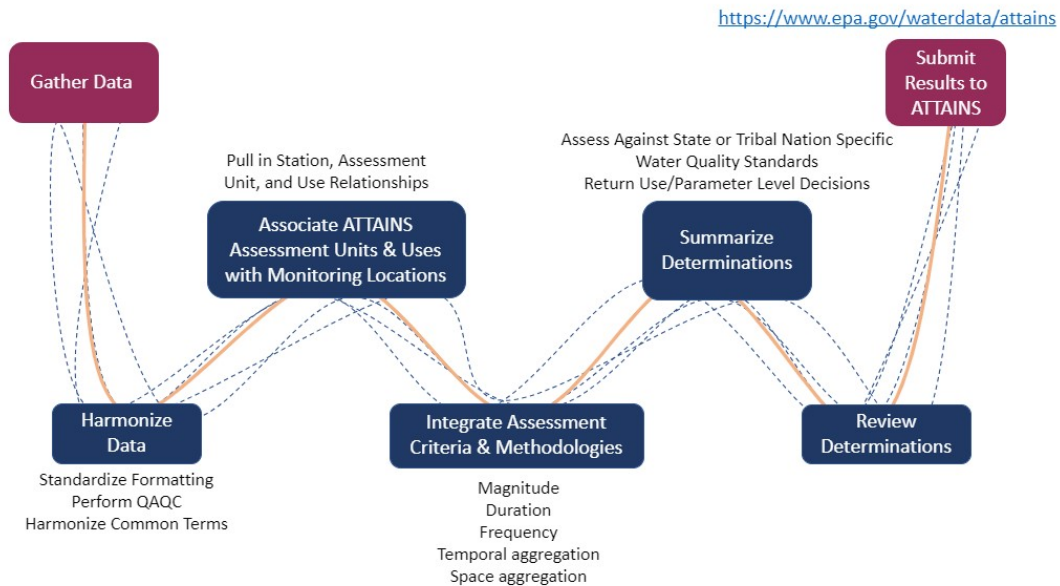 https://www.epa.gov/waterdata/attains
Gather Data
Submit
Results to
ATTAINS
Pull in Station, Assessment
Unit, and Use Relationships
Assess Against State or Tribal Nation Specific
Water Quality Standards
Return Use/Parameter Level Decisions
Associate ATTAINS
Assessment Units & Uses
with Monitoring Locations
Summarize
Determinations
Harmonize
Data
Integrate Assessment
Criteria & Methodologies
Review
Determinations
Standardize Formatting
Perform QAQC
Harmonize Common Terms
Magnitude
Duration
Frequency
Temporal aggregation
Space aggregation